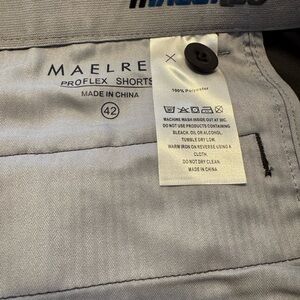 MAELRE
PROFLEX SHORTS
MADE IN CHINA
42
100% Polyester
MACHINE WASH INSIDE OUT AT 30C.
DO NOT USE PRODUCTS CONTAINING
BLEACH, OIL OR ALCOHOL.
TUMBLE DRY LOW.
WARM IRON ON REVERSE USING A
CLOTH.
DO NOT DRY CLEAN.
MADE IN CHINA